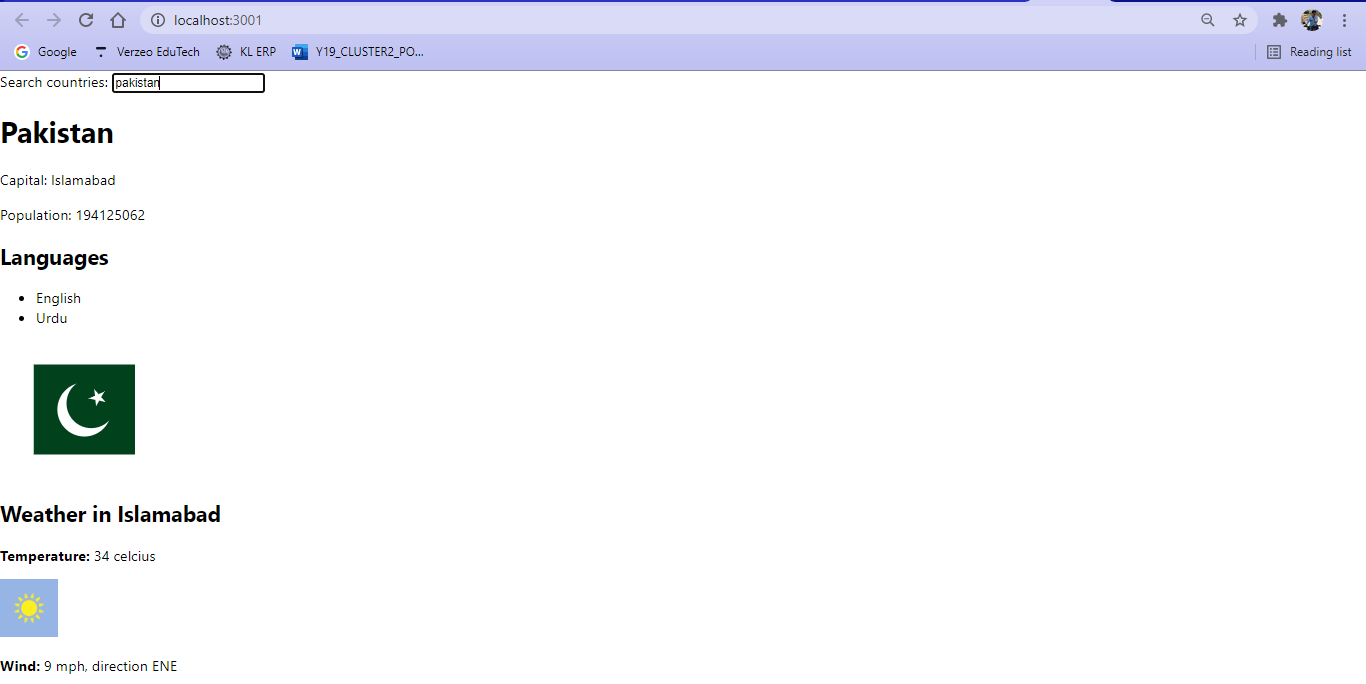 localhost:3001
Google Verzeo EduTech KL ERP Y19_CLUSTER2_PO... Reading list
Search countries: pakistan
Pakistan
Capital: Islamabad
Population: 194125062
Languages
English
Urdu
Weather in Islamabad
Temperature: 34 celcius
Wind: 9 mph, direction ENE